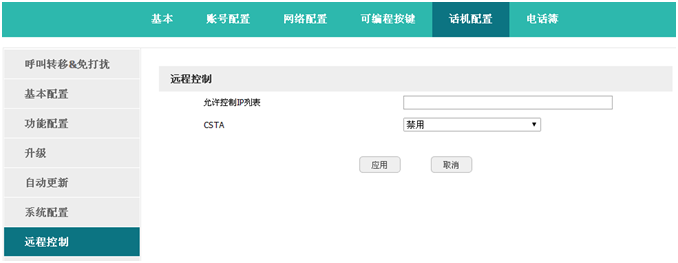 基本 账号配置 网络配置 可编程按键 话机配置 电话簿
呼叫转移&免打扰
基本配置
功能配置
升级
自动更新
系统配置
远程控制
远程控制
允许控制IP列表
CSTA 禁用
应用 取消